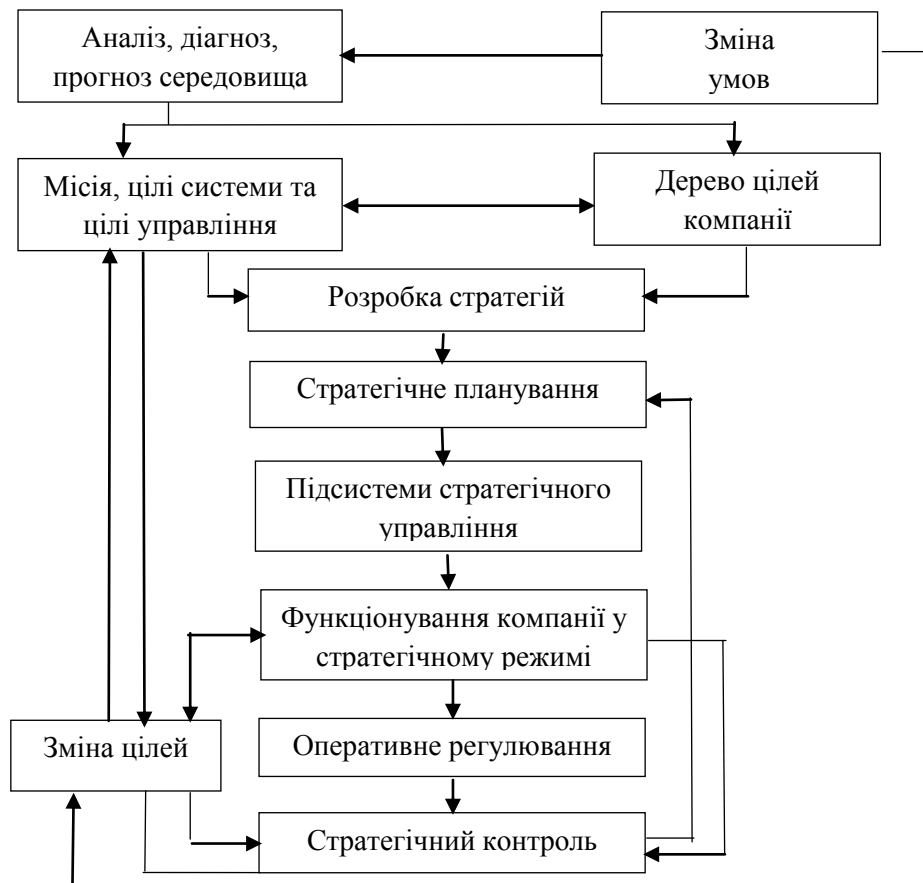 Аналіз, діагноз,
прогноз середовища
Зміна
умов
Місія, цілі системи та
цілі управління
Дерево цілей
компанії
Розробка стратегій
Стратегічне планування
Підсистеми стратегічного
управління
Функціонування компанії у
стратегічному режимі
Зміна цілей
Оперативне регулювання
Стратегічний контроль